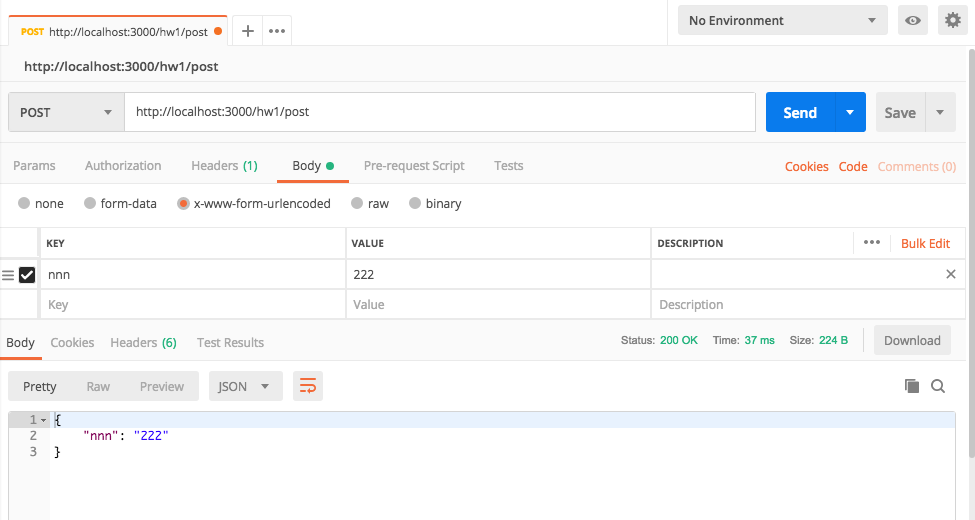 POST http://localhost:3000/hw1/post
No Environment
http://localhost:3000/hw1/post
POST http://localhost:3000/hw1/post Send Save
Params Authorization Headers (1) Body Pre-request Script Tests Cookies Code Comments (0)
none form-data x-www-form-urlencoded raw binary
KEY VALUE DESCRIPTION Bulk Edit
nnn 222
Key Value Description
Body Cookies Headers (6) Test Results Status: 200 OK Time: 37 ms Size: 224 B Download
Pretty Raw Preview JSON
1 {
2 "nnn": "222"
3 }